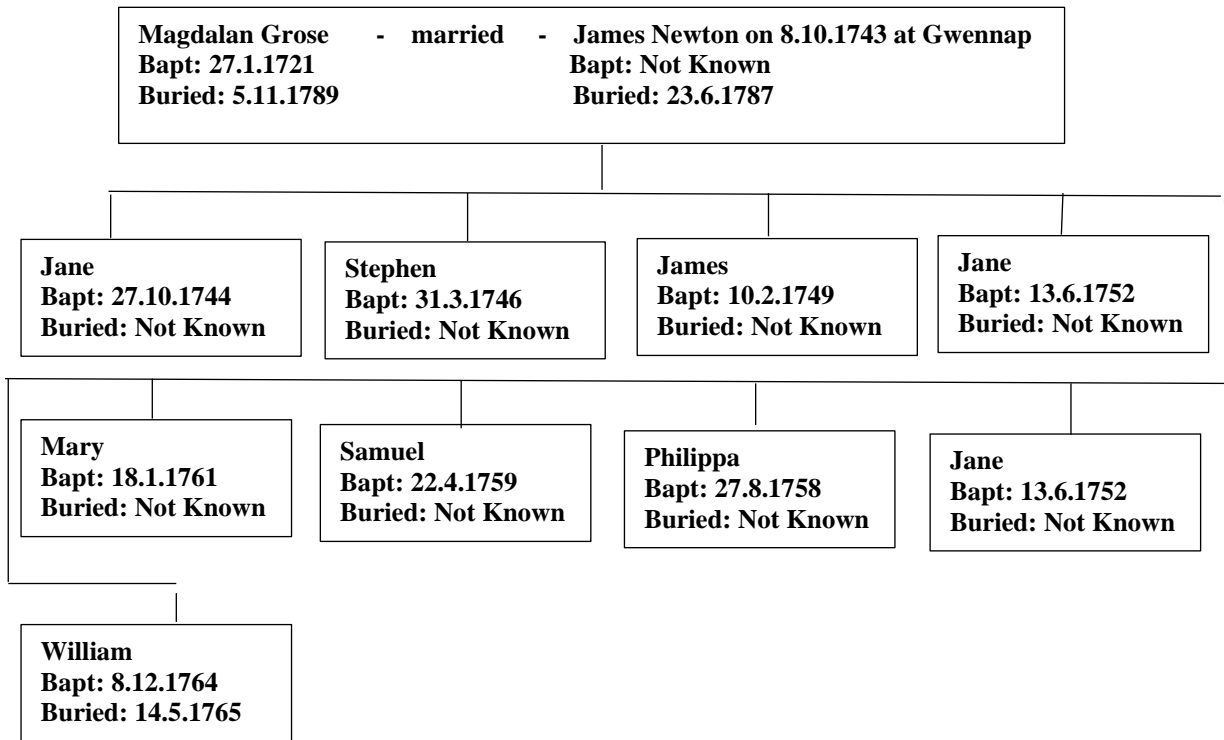 Magdalan Grose - married - James Newton on 8.10.1743 at Gwennap
Bapt: 27.1.1721 Bapt: Not Known
Buried: 5.11.1789 Buried: 23.6.1787
Jane
Bapt: 27.10.1744
Buried: Not Known
Stephen
Bapt: 31.3.1746
Buried: Not Known
James
Bapt: 10.2.1749
Buried: Not Known
Jane
Bapt: 13.6.1752
Buried: Not Known
Mary
Bapt: 18.1.1761
Buried: Not Known
Samuel
Bapt: 22.4.1759
Buried: Not Known
Philippa
Bapt: 27.8.1758
Buried: Not Known
Jane
Bapt: 13.6.1752
Buried: Not Known
William
Bapt: 8.12.1764
Buried: 14.5.1765